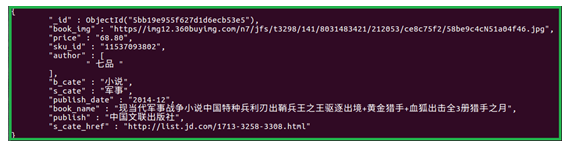 {
"_id" : ObjectId("5bb19e955f627d1d6ecb53e5"),
"book_img" : "https//img12.360buyimg.com/n7/jfs/t3298/141/8031483421/212053/ce8c75f2/58be9c4cN51a04f46.jpg",
"price" : "68.80",
"sku_id" : "11537093802",
"author" : [
" 七品 "
],
"b_cate" : "小说",
"s_cate" : "军事",
"publish_date" : "2014-12",
"book_name" : "现当代军事战争小说中国特种兵利刃出鞘兵王之王驱逐出境+黄金猎手+血狐出击全3册猎手之月",
"publish" : "中国文联出版社",
"s_cate_href" : "http://list.jd.com/1713-3258-3308.html"
}